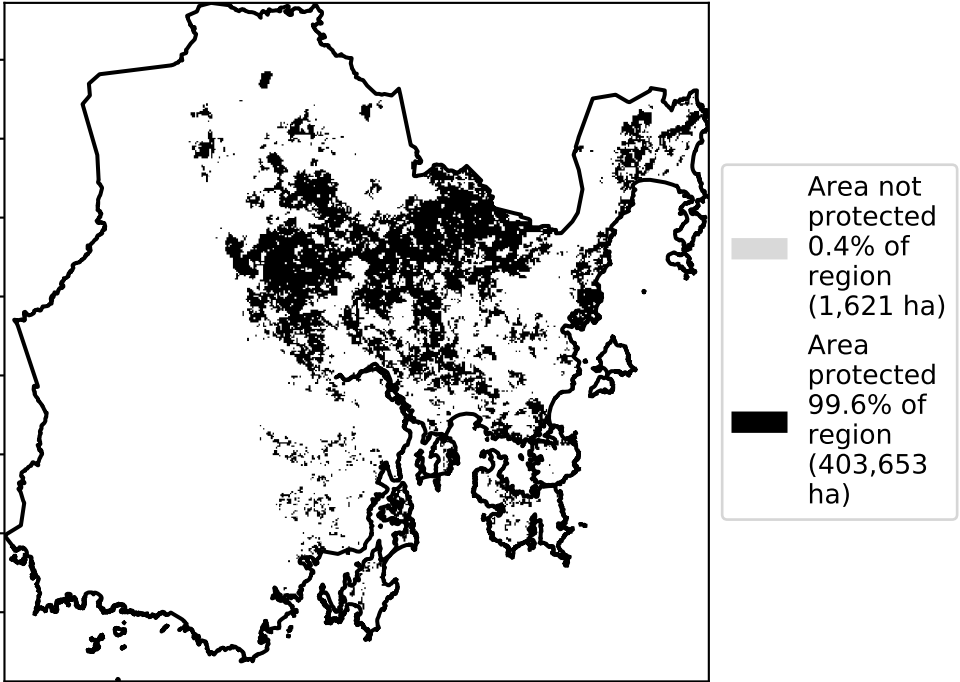 Area not
protected
0.4% of
region
(1,621 ha)
Area
protected
99.6% of
region
(403,653
ha)